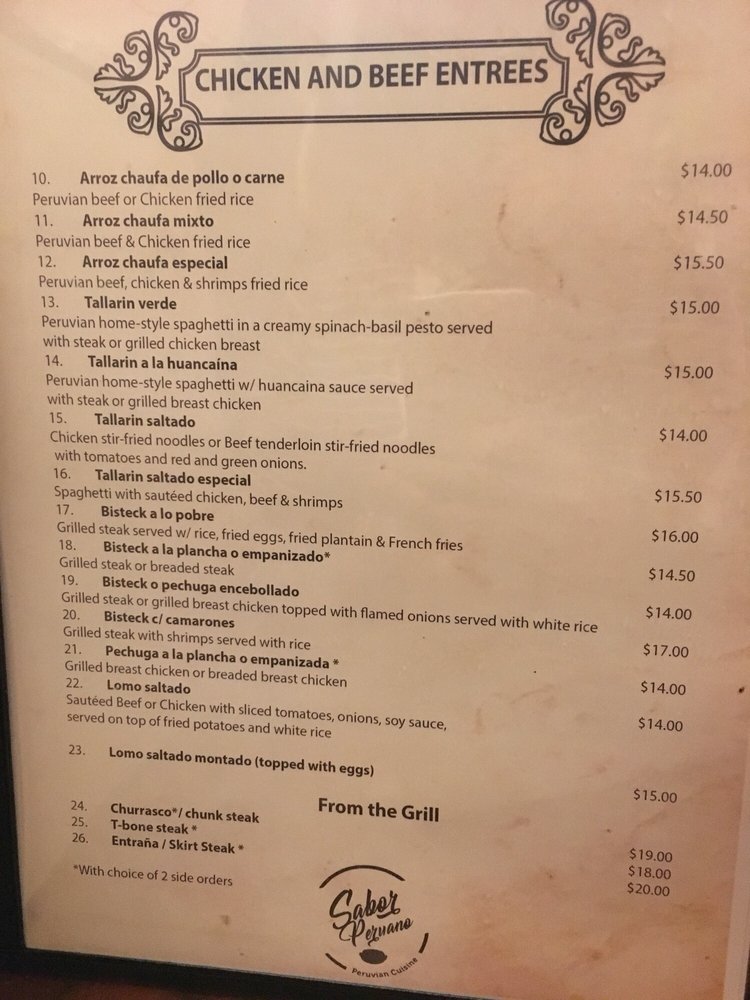 CHICKEN AND BEEF ENTREES
10. Arroz chaufa de pollo o carne $14.00
Peruvian beef or Chicken fried rice
11. Arroz chaufa mixto $14.50
Peruvian beef & Chicken fried rice
12. Arroz chaufa especial $15.50
Peruvian beef, chicken & shrimps fried rice
13. Tallarin verde $15.00
Peruvian home-style spaghetti in a creamy spinach-basil pesto served
with steak or grilled chicken breast
14. Tallarin a la huancaína $15.00
Peruvian home-style spaghetti w/ huancaina sauce served
with steak or grilled breast chicken
15. Tallarin saltado $14.00
Chicken stir-fried noodles or Beef tenderloin stir-fried noodles
with tomatoes and red and green onions.
16. Tallarin saltado especial $15.50
Spaghetti with sautéed chicken, beef & shrimps
17. Bisteck a lo pobre $16.00
Grilled steak served w/ rice, fried eggs, fried plantain & French fries
18. Bisteck a la plancha o empanizado* $14.50
Grilled steak or breaded steak
19. Bisteck o pechuga encebollado $14.00
Grilled steak or grilled breast chicken topped with flamed onions served with white rice
20. Bisteck c/ camarones $17.00
Grilled steak with shrimps served with rice
21. Pechuga a la plancha o empanizada * $14.00
Grilled breast chicken or breaded breast chicken
22. Lomo saltado $14.00
Sautéed Beef or Chicken with sliced tomatoes, onions, soy sauce,
served on top of fried potatoes and white rice
23. Lomo saltado montado (topped with eggs) $15.00
From the Grill
24. Churrasco*/ chunk steak $19.00
25. T-bone steak * $18.00
26. Entraña / Skirt Steak * $20.00
*With choice of 2 side orders
Sabor
Peruano
Peruvian Cuisine